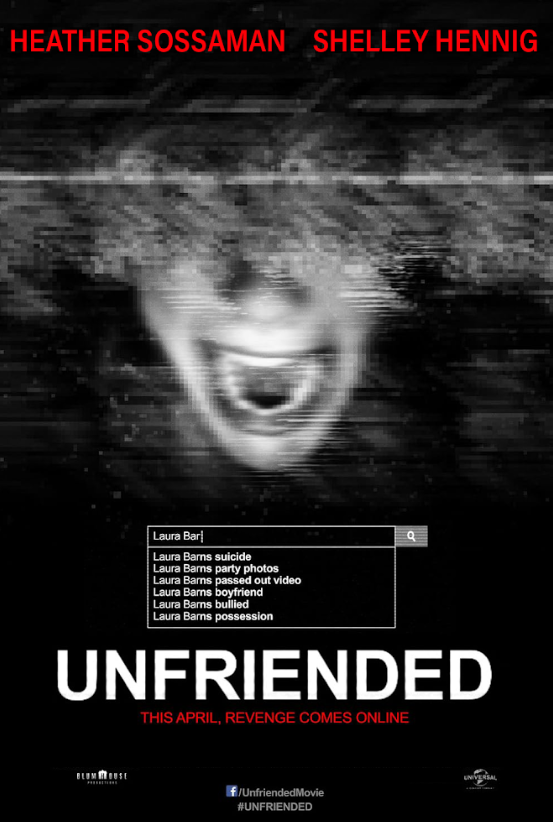 HEATHER SOSSAMAN SHELLEY HENNIG
Laura Bar
Laura Barns suicide
Laura Barns party photos
Laura Barns passed out video
Laura Barns boyfriend
Laura Barns bullied
Laura Barns possession
UNFRIENDED
THIS APRIL, REVENGE COMES ONLINE
BLUMHOUSE
PRODUCTIONS
UNIVERSAL
f/UnfriendedMovie
#UNFRIENDED